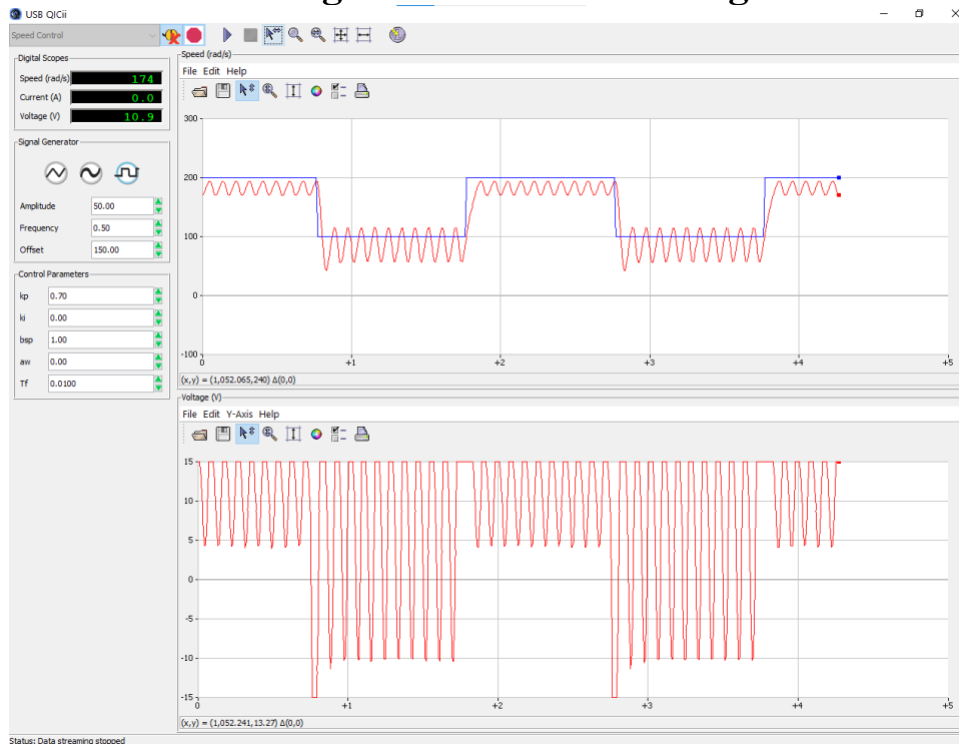 USB QICii
Speed Control
Digital Scopes
Speed (rad/s) 174
Current (A) 0.0
Voltage (V) 10.9
Signal Generator
Amplitude 50.00
Frequency 0.50
Offset 150.00
Control Parameters
kp 0.70
ki 0.00
bsp 1.00
aw 0.00
Tf 0.0100
Speed (rad/s)
File Edit Help
300
200
100
0
-100
0 +1 +2 +3 +4 +5
(x,y) = (1,052.065,240) Δ(0,0)
Voltage (V)
File Edit Y-Axis Help
15
10
5
0
-5
-10
-15
0 +1 +2 +3 +4 +5
(x,y) = (1,052.241,13.27) Δ(0,0)
Status: Data streaming stopped